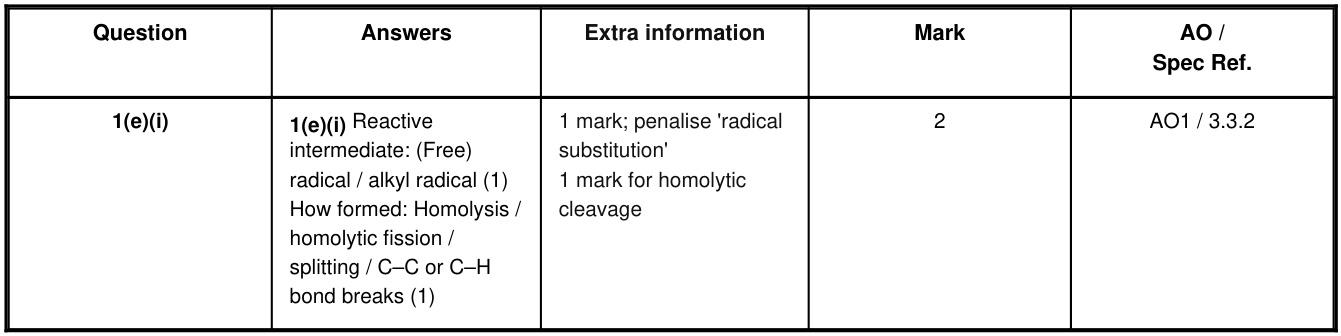 Question
Answers
Extra information
Mark
AO /
Spec Ref.
1(e)(i)
1(e)(i) Reactive
intermediate: (Free)
radical / alkyl radical (1)
How formed: Homolysis /
homolytic fission /
splitting / C–C or C–H
bond breaks (1)
1 mark; penalise 'radical
substitution'
1 mark for homolytic
cleavage
2
AO1 / 3.3.2